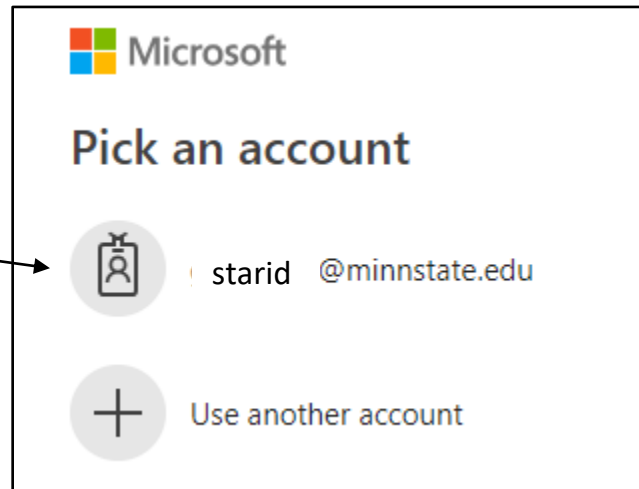 Microsoft
Pick an account
starid @minnstate.edu
Use another account